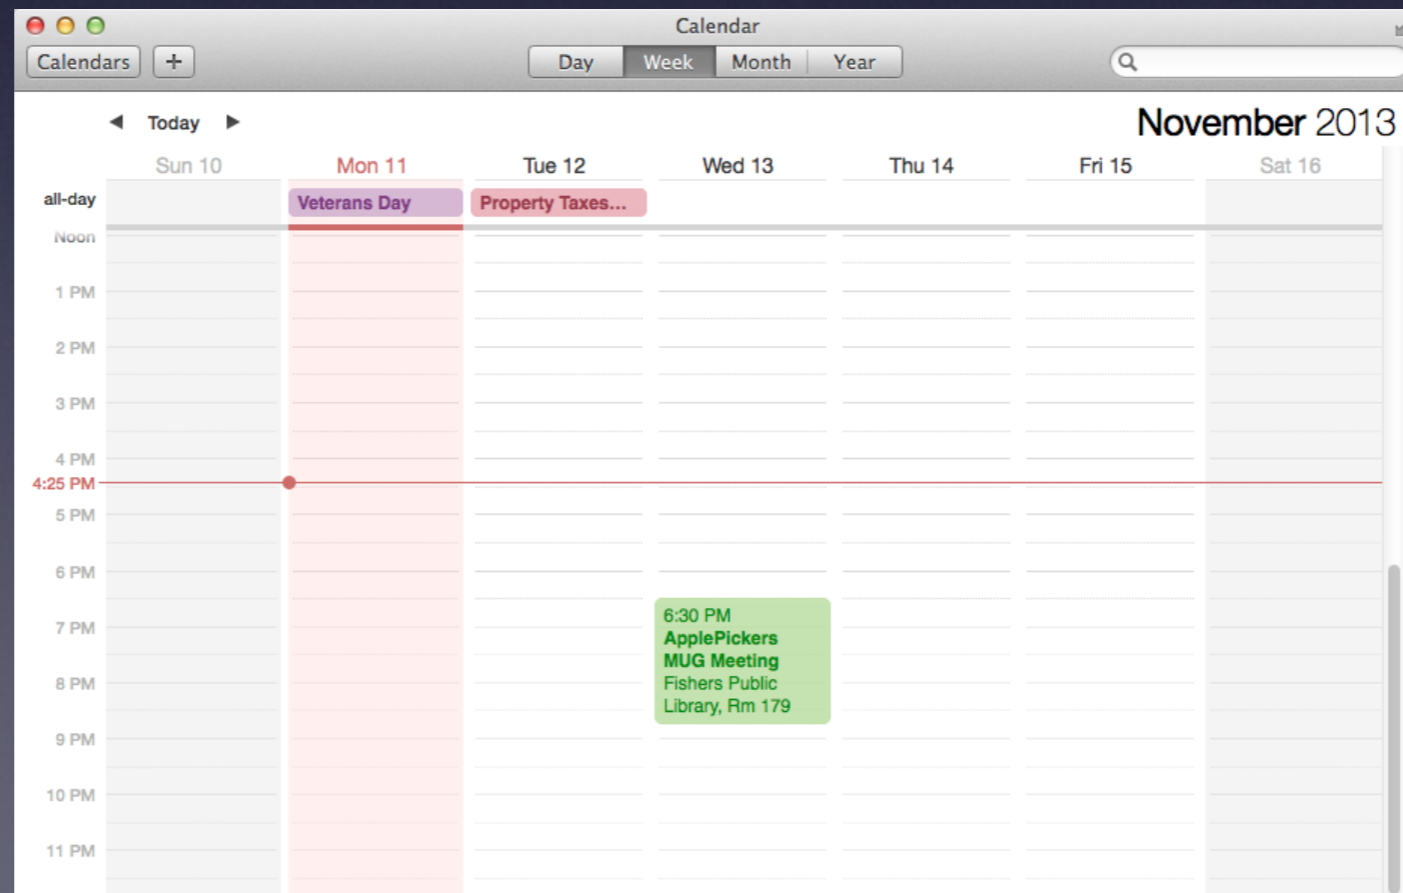 Calendar
Calendars +
Day Week Month Year
Today
November 2013
Sun 10 Mon 11 Tue 12 Wed 13 Thu 14 Fri 15 Sat 16
all-day Veterans Day Property Taxes...
Noon
1 PM
2 PM
3 PM
4 PM
4:25 PM
5 PM
6 PM
6:30 PM
ApplePickers
MUG Meeting
Fishers Public
Library, Rm 179
7 PM
8 PM
9 PM
10 PM
11 PM